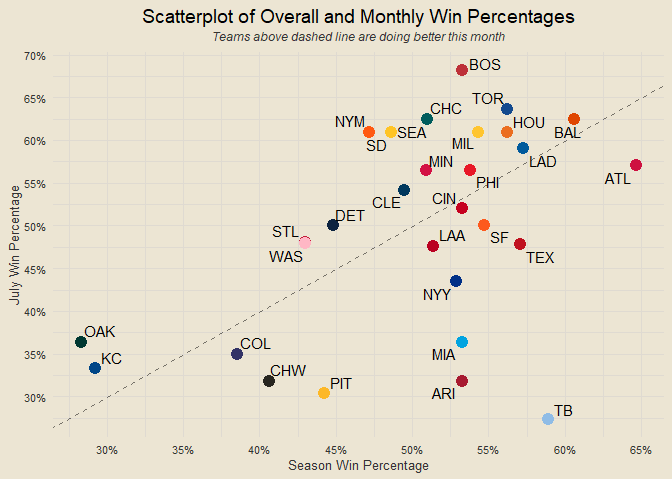 Scatterplot of Overall and Monthly Win Percentages
Teams above dashed line are doing better this month
70%
65%
60%
55%
50%
45%
40%
35%
30%
July Win Percentage
BOS
TOR
CHC
NYM
HOU
SEA
BAL
SD
MIL
MIN
LAD
ATL
PHI
CLE
CIN
DET
STL
LAA
SF
WAS
TEX
NYY
OAK
COL
MIA
KC
CHW
PIT
ARI
TB
30%
35%
40%
45%
50%
55%
60%
65%
Season Win Percentage